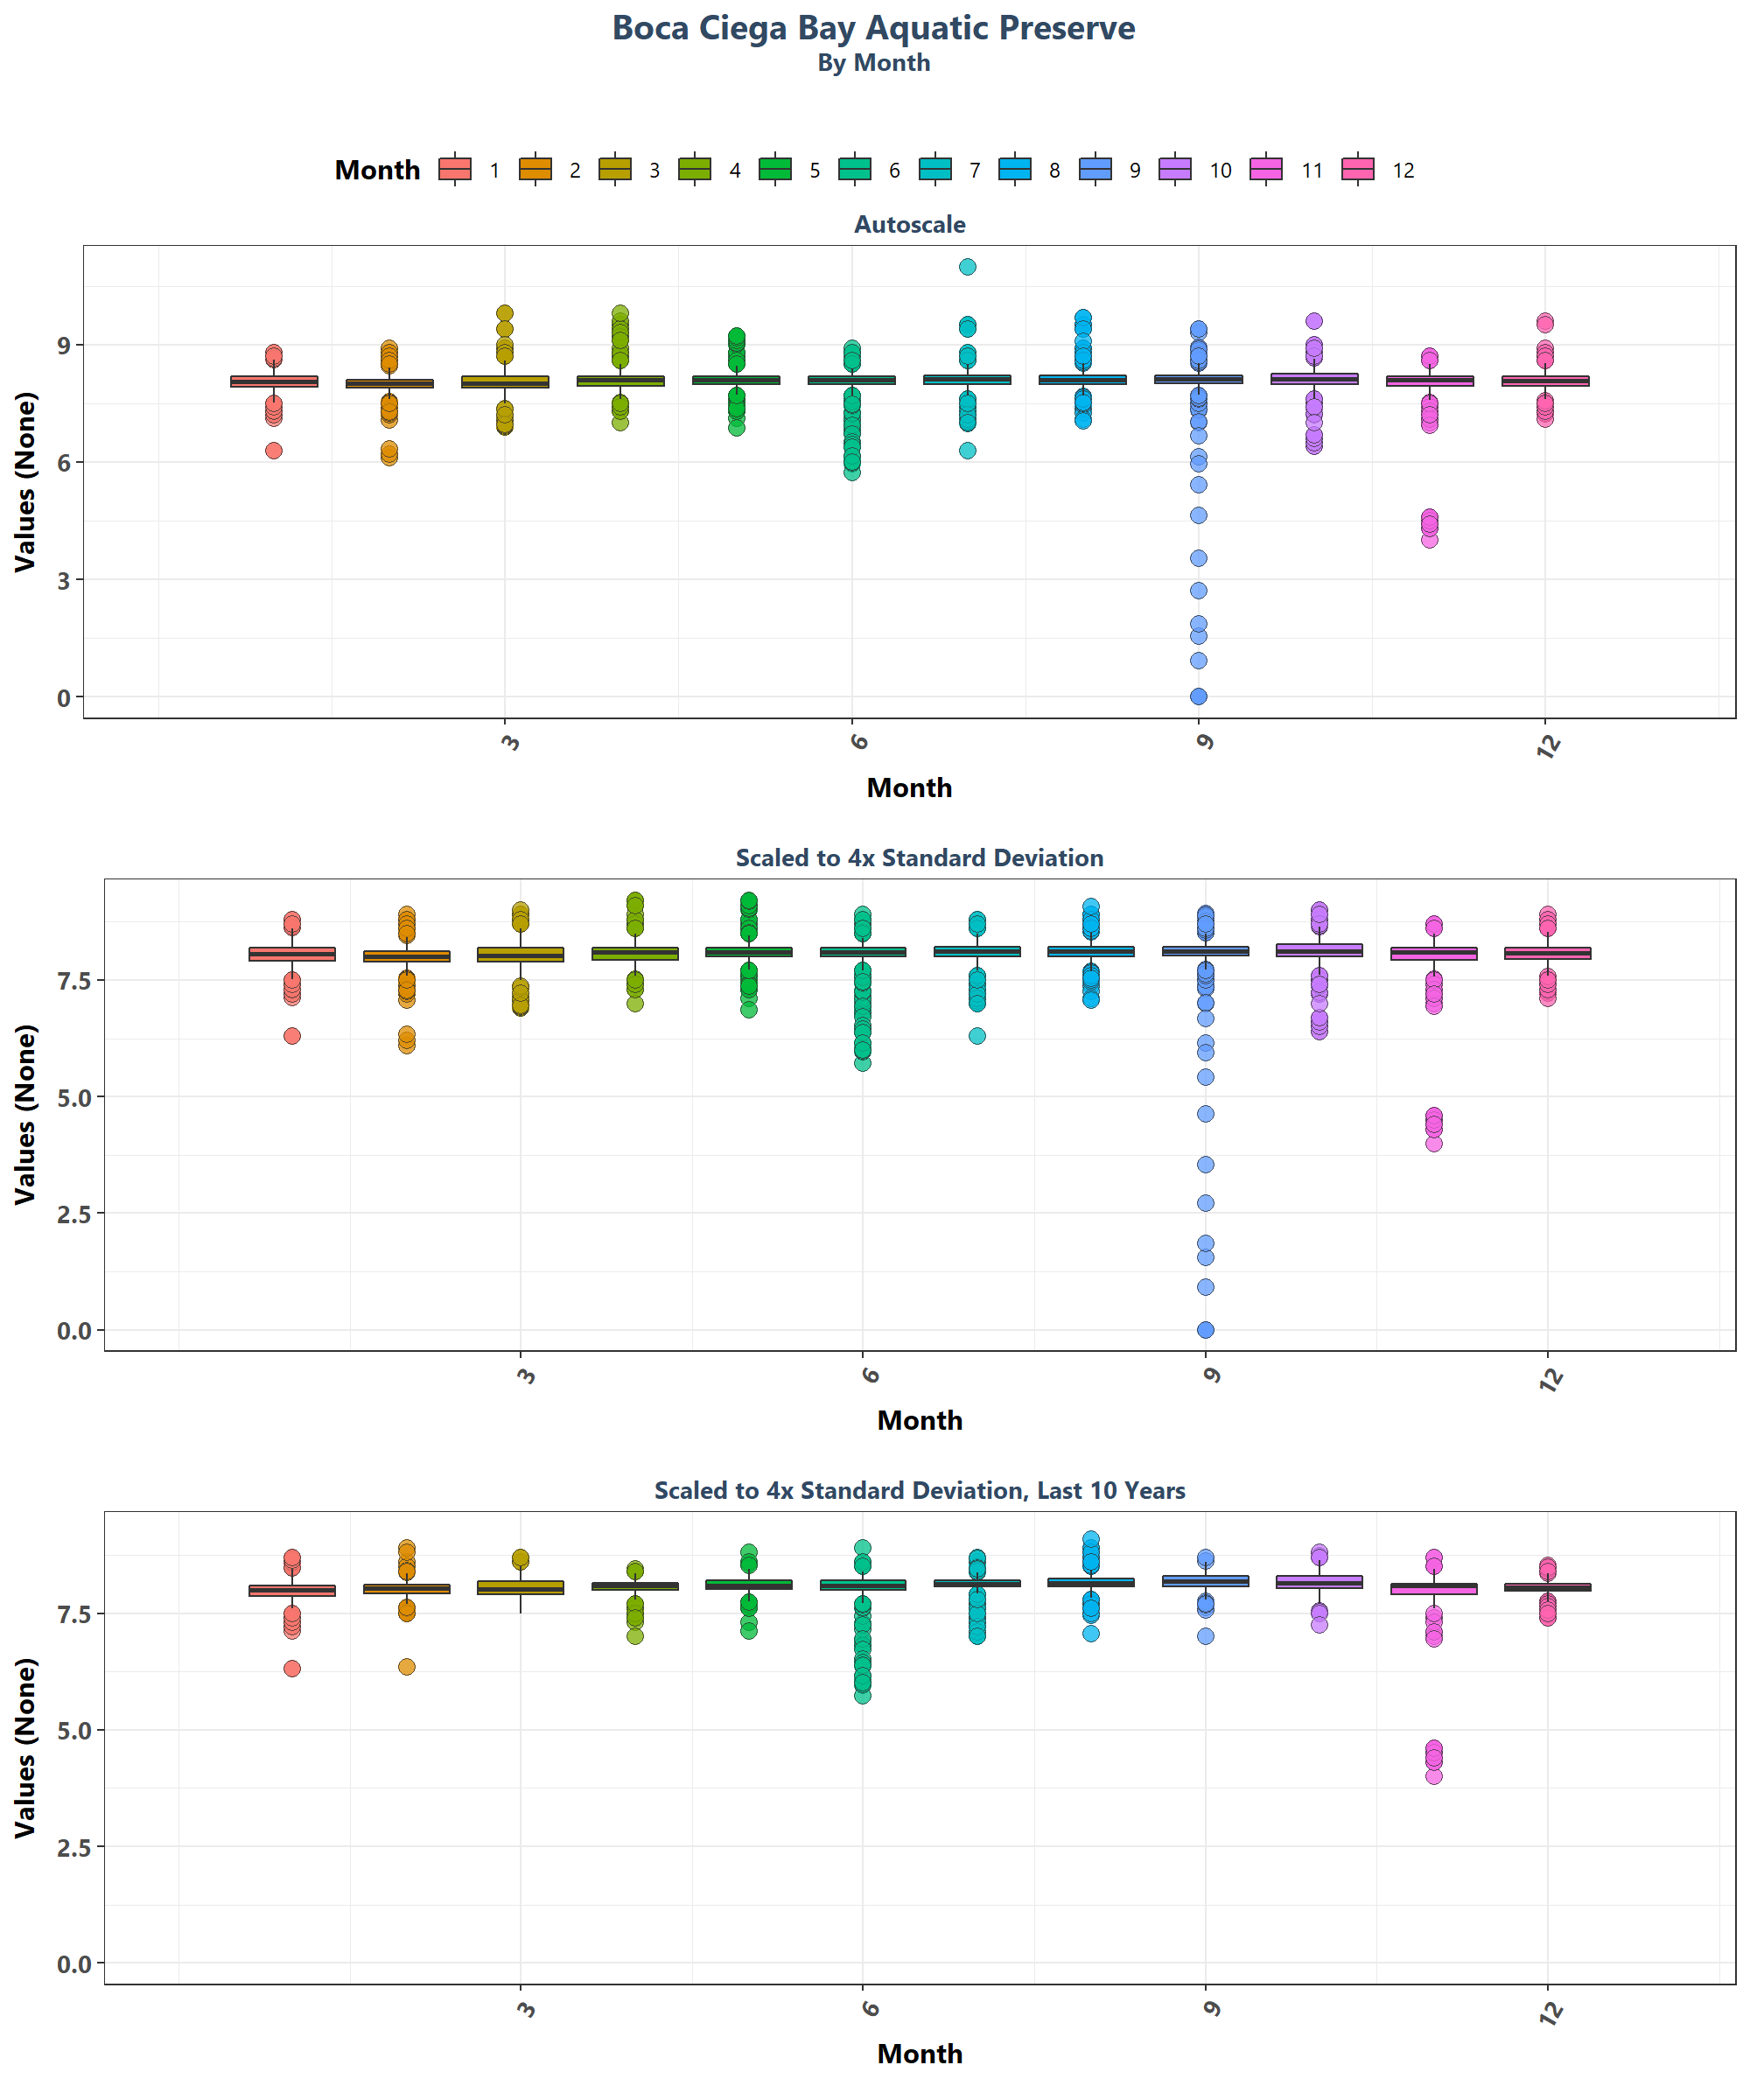 Boca Ciega Bay Aquatic Preserve
By Month
Month 1 2 3 4 5 6 7 8 9 10 11 12
Autoscale
Values (None)
9
6
3
0
3 6 9 12
Month
Scaled to 4x Standard Deviation
Values (None)
7.5
5.0
2.5
0.0
3 6 9 12
Month
Scaled to 4x Standard Deviation, Last 10 Years
Values (None)
7.5
5.0
2.5
0.0
3 6 9 12
Month